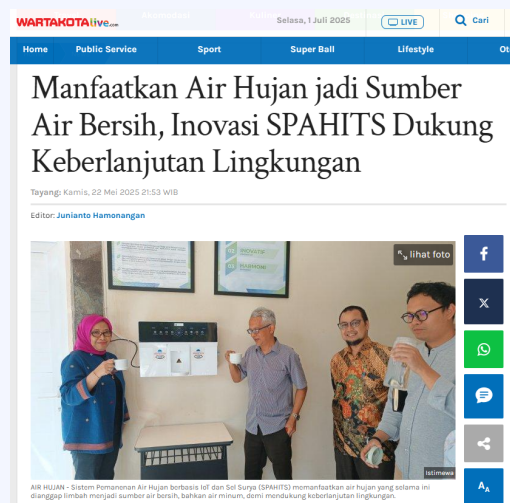 WARTAKOTAlive.com
Selasa, 1 Juli 2025
LIVE
Cari
Home
Public Service
Sport
Super Ball
Lifestyle
Manfaatkan Air Hujan jadi Sumber
Air Bersih, Inovasi SPAHITS Dukung
Keberlanjutan Lingkungan
Tayang: Kamis, 22 Mei 2025 21:53 WIB
Editor: Junianto Hamonangan
lihat foto
INOVATIF
HARMONI
Istimewa
AIR HUJAN - Sistem Pemanenan Air Hujan berbasis IoT dan Sel Surya (SPAHITS) memanfaatkan air hujan yang selama ini
dianggap limbah menjadi sumber air bersih, bahkan air minum, demi mendukung keberlanjutan lingkungan.